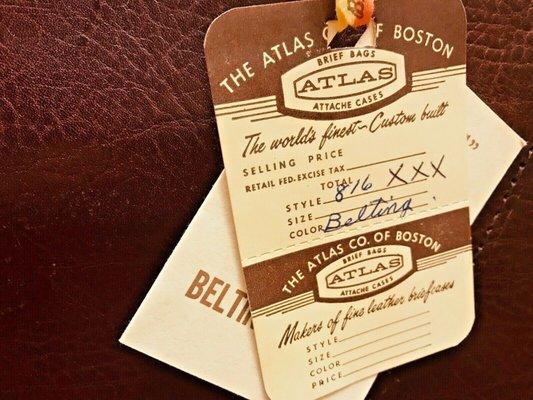 THE ATLAS CO. OF BOSTON
BRIEF BAGS
ATLAS
ATTACHE CASES
The world's finest~Custom built
SELLING PRICE
RETAIL FED. EXCISE TAX
TOTAL
STYLE 816 XXX
SIZE
COLOR Belting
THE ATLAS CO. OF BOSTON
BRIEF BAGS
ATLAS
ATTACHE CASES
Makers of fine leather briefcases
STYLE
SIZE
COLOR
PRICE
BELTIN
"